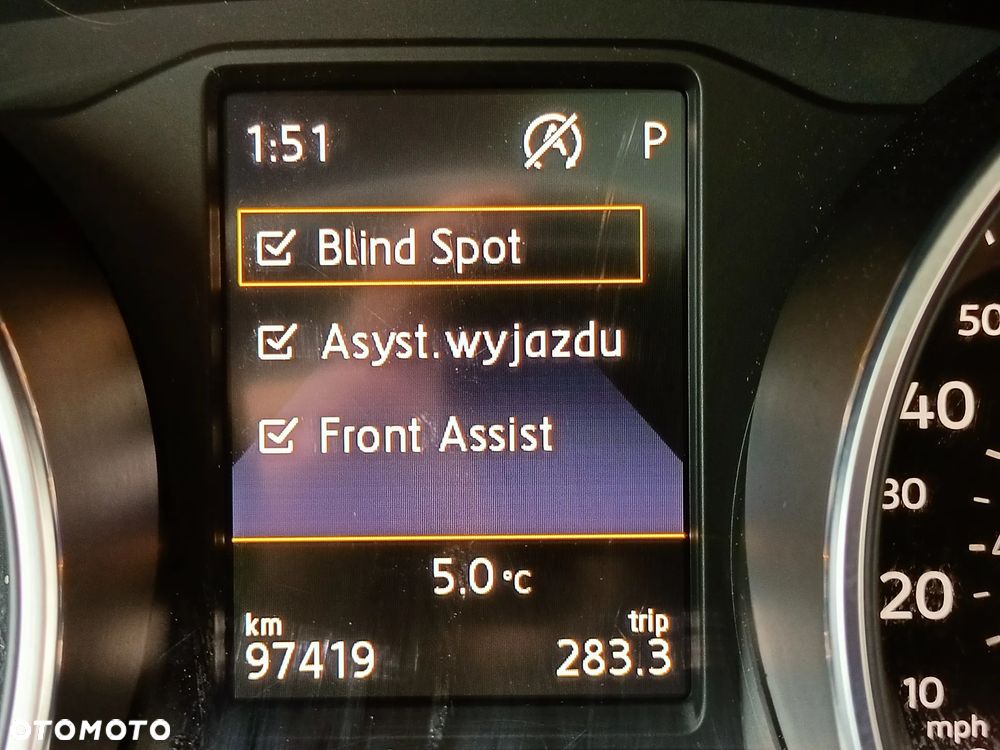 1:51 P
Blind Spot
Asyst. wyjazdu
Front Assist
5.0 °C
km trip
97419 283.3
50
40
30
20
10
mph
OTOMOTO